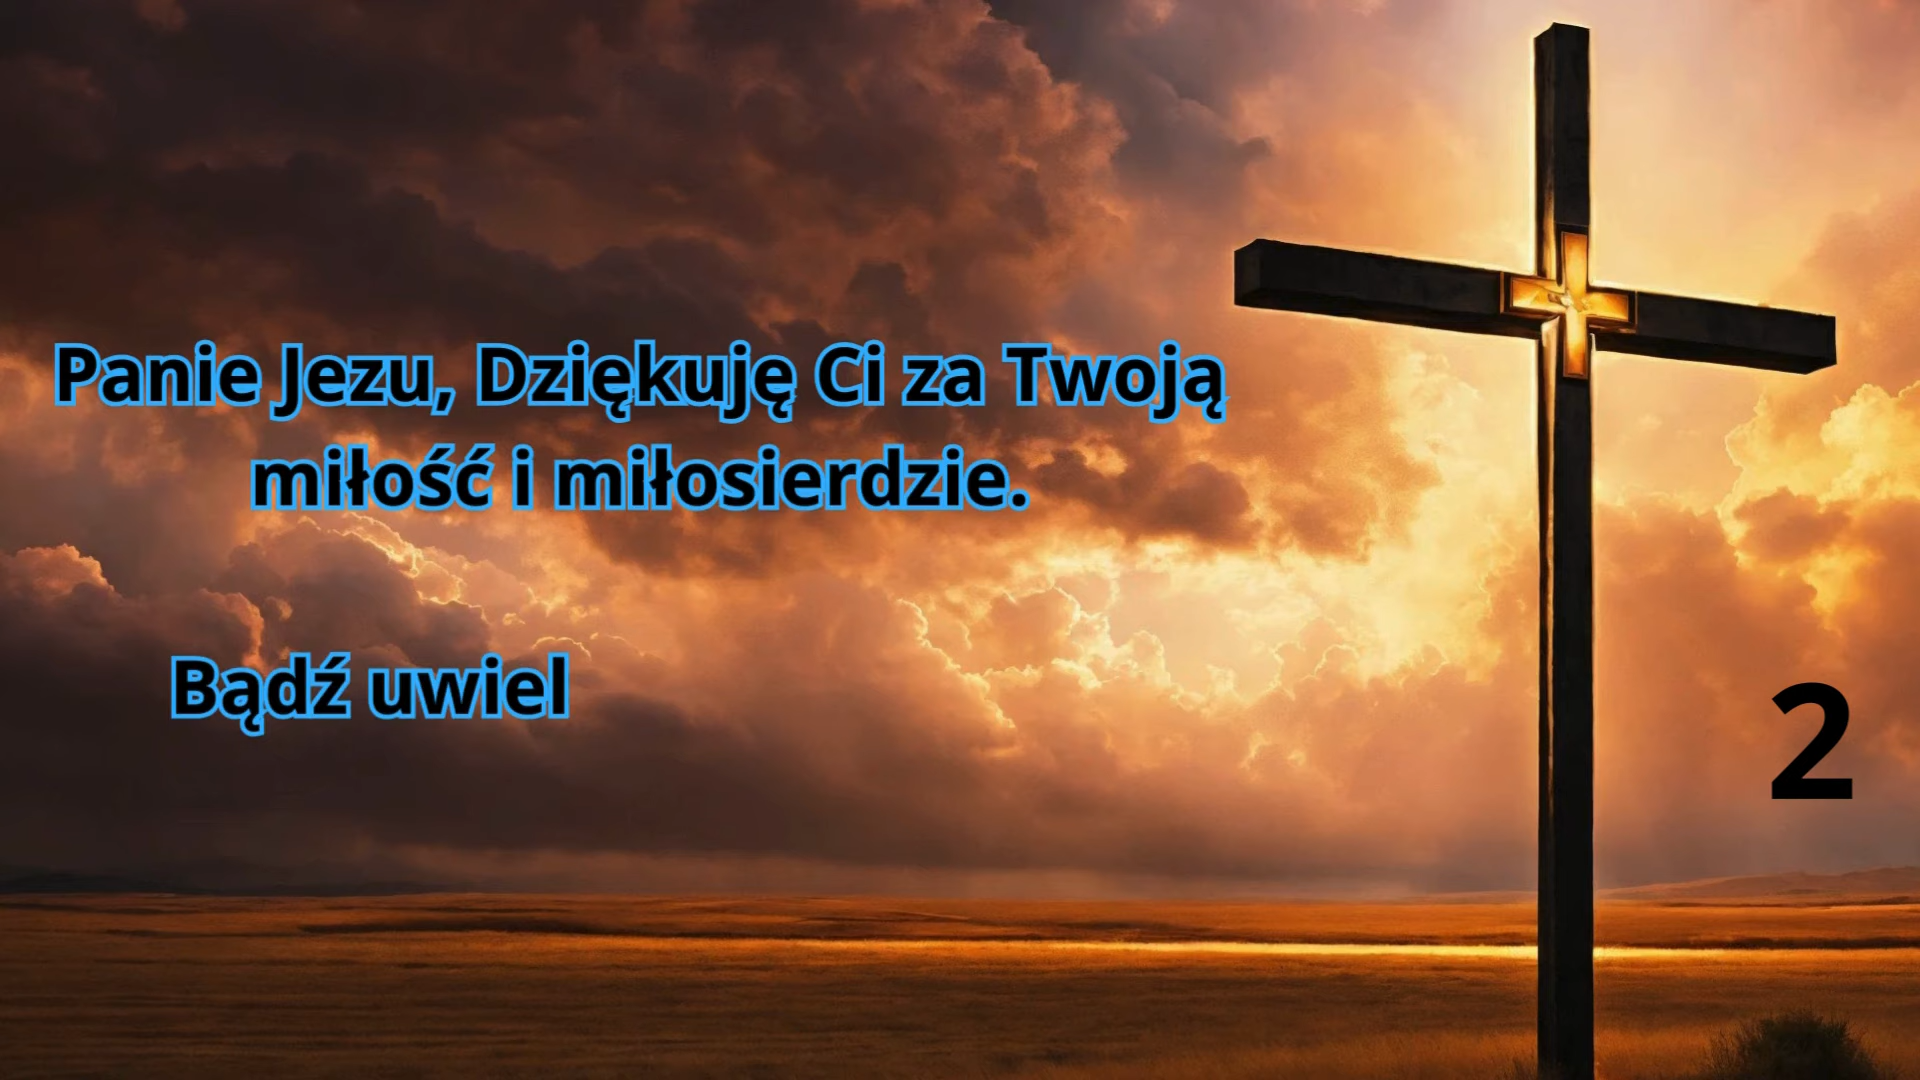 Panie Jezu, Dziękuję Ci za Twoją
miłość i miłosierdzie.
Bądź uwiel
2